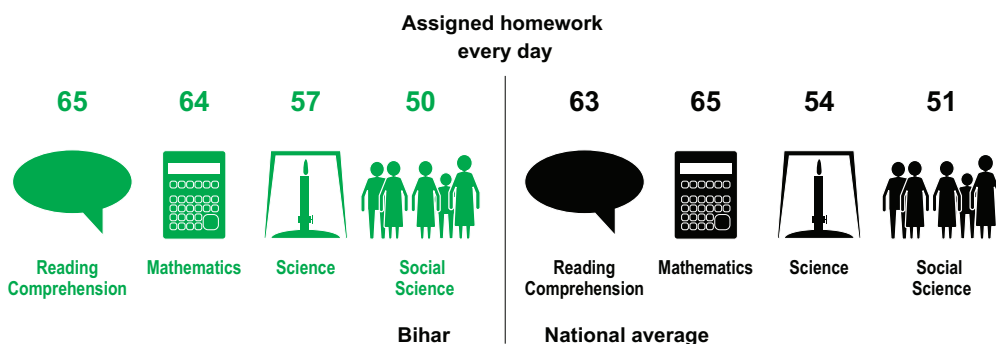 Assigned homework
every day
65 64 57 50
63 65 54 51
Reading
Comprehension
Mathematics
Science
Social
Science
Reading
Comprehension
Mathematics
Science
Social
Science
Bihar
National average